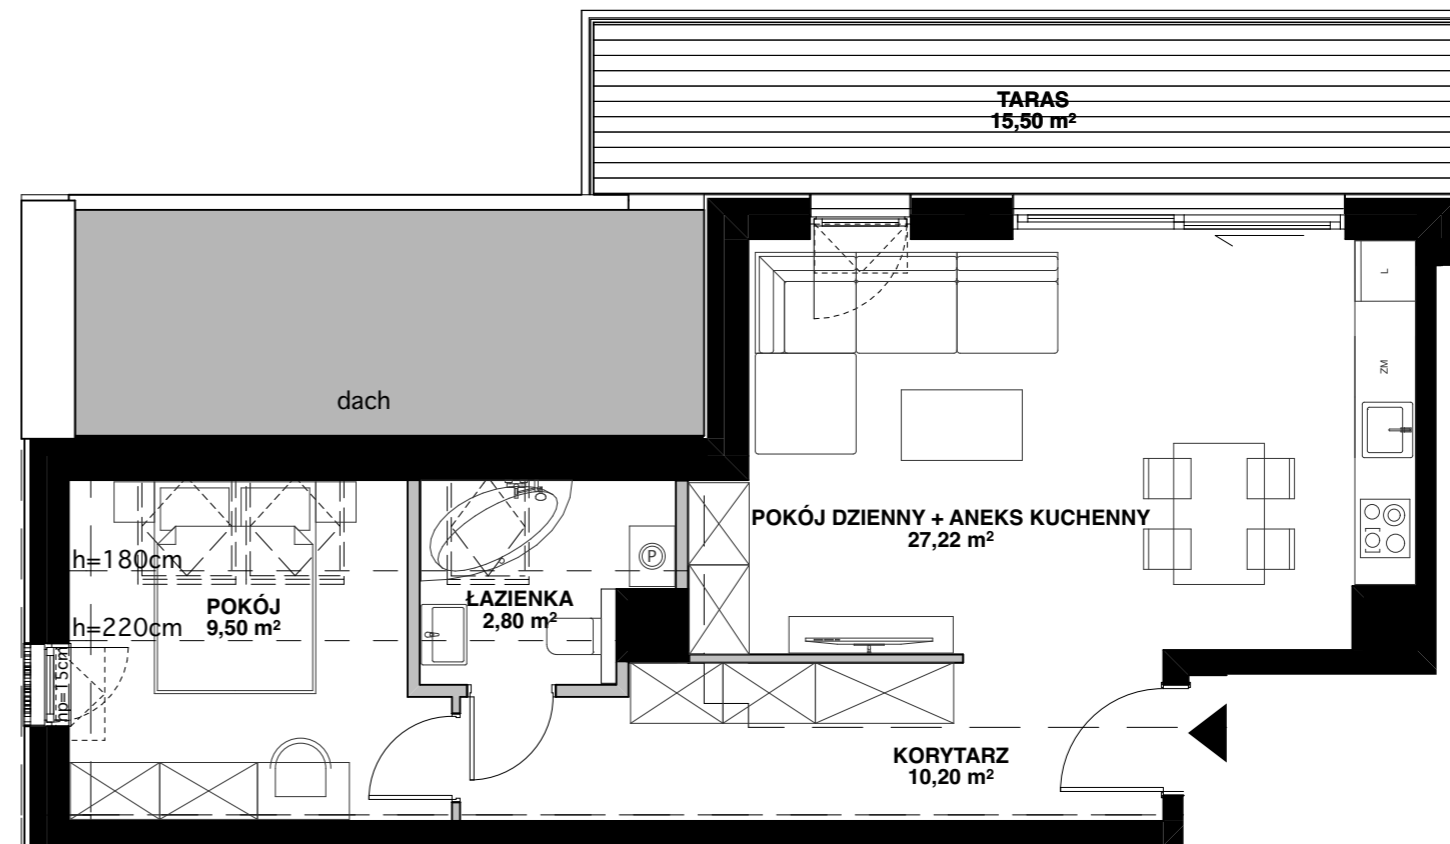 TARAS
15,50 m²
dach
L
ZM
POKÓJ DZIENNY + ANEKS KUCHENNY
27,22 m²
h=180cm
P
POKÓJ
9,50 m²
ŁAZIENKA
2,80 m²
h=220cm
hp=15cm
KORYTARZ
10,20 m²